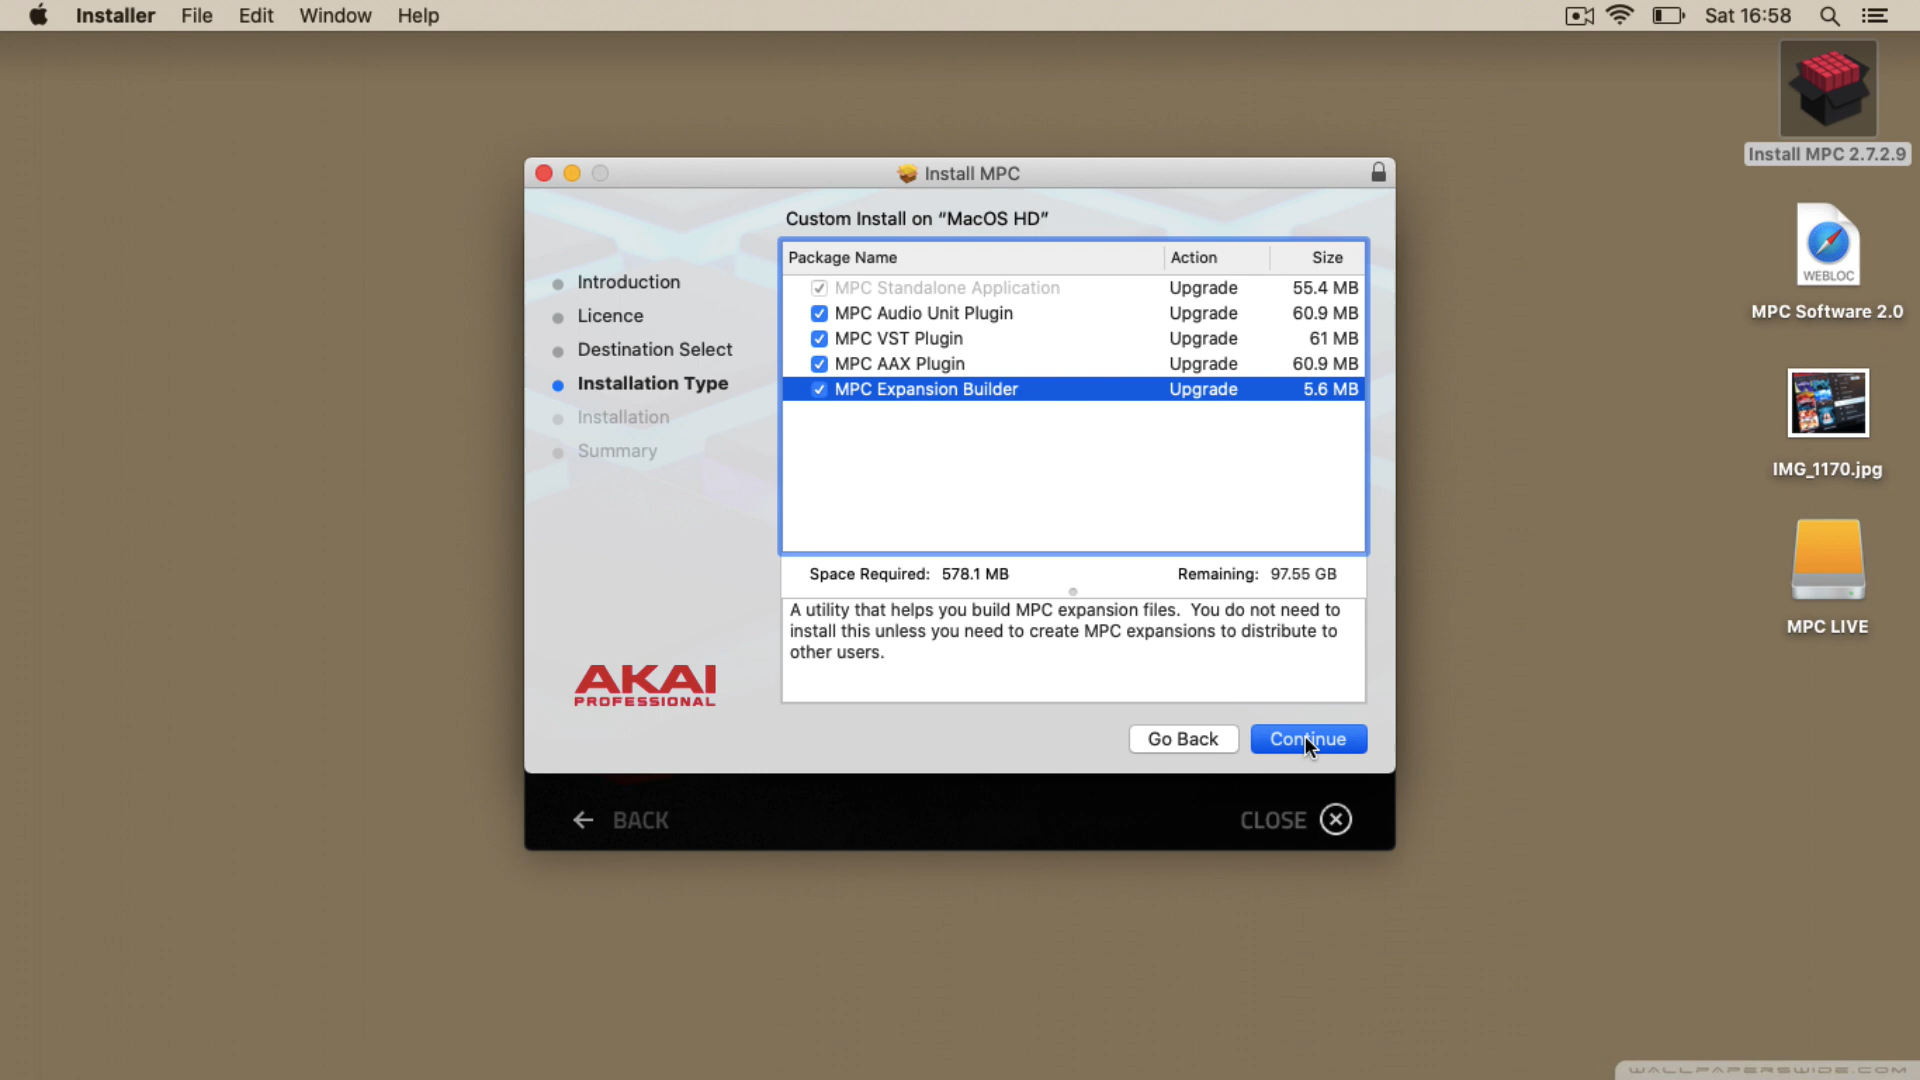 Installer File Edit Window Help
Sat 16:58
Install MPC 2.7.2.9
WEBLOC
MPC Software 2.0
IMG_1170.jpg
MPC LIVE
Install MPC
Introduction
Licence
Destination Select
Installation Type
Installation
Summary
AKAI
PROFESSIONAL
Custom Install on “MacOS HD”
Package Name Action Size
MPC Standalone Application Upgrade 55.4 MB
MPC Audio Unit Plugin Upgrade 60.9 MB
MPC VST Plugin Upgrade 61 MB
MPC AAX Plugin Upgrade 60.9 MB
MPC Expansion Builder Upgrade 5.6 MB
Space Required: 578.1 MB Remaining: 97.55 GB
A utility that helps you build MPC expansion files. You do not need to
install this unless you need to create MPC expansions to distribute to
other users.
Go Back Continue
BACK CLOSE
WALLPAPERSWIDE.COM